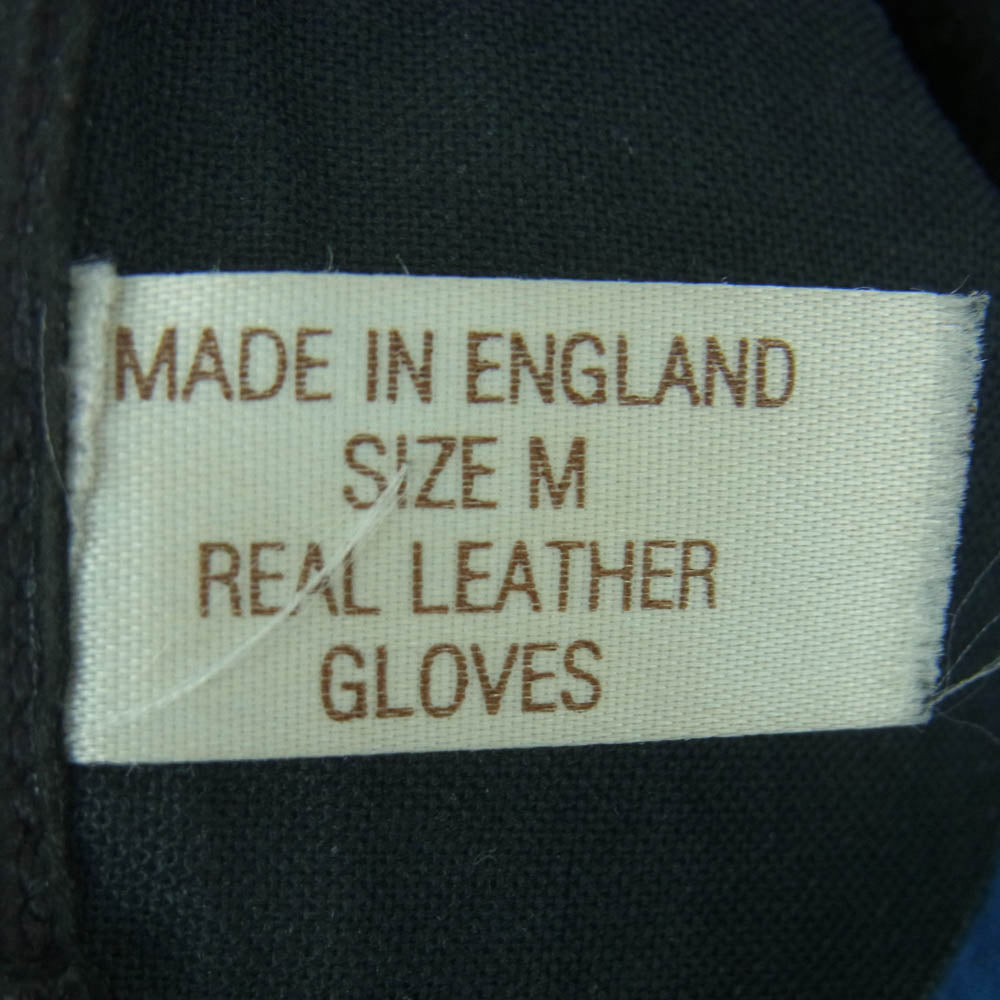 MADE IN ENGLAND
SIZE M
REAL LEATHER
GLOVES